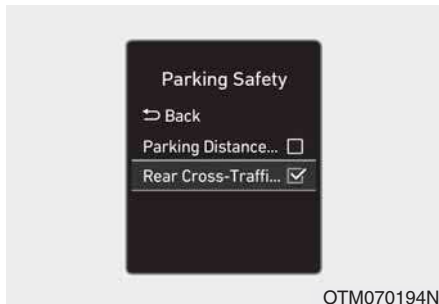 Parking Safety
Back
Parking Distance...
Rear Cross-Traffi...
OTM070194N